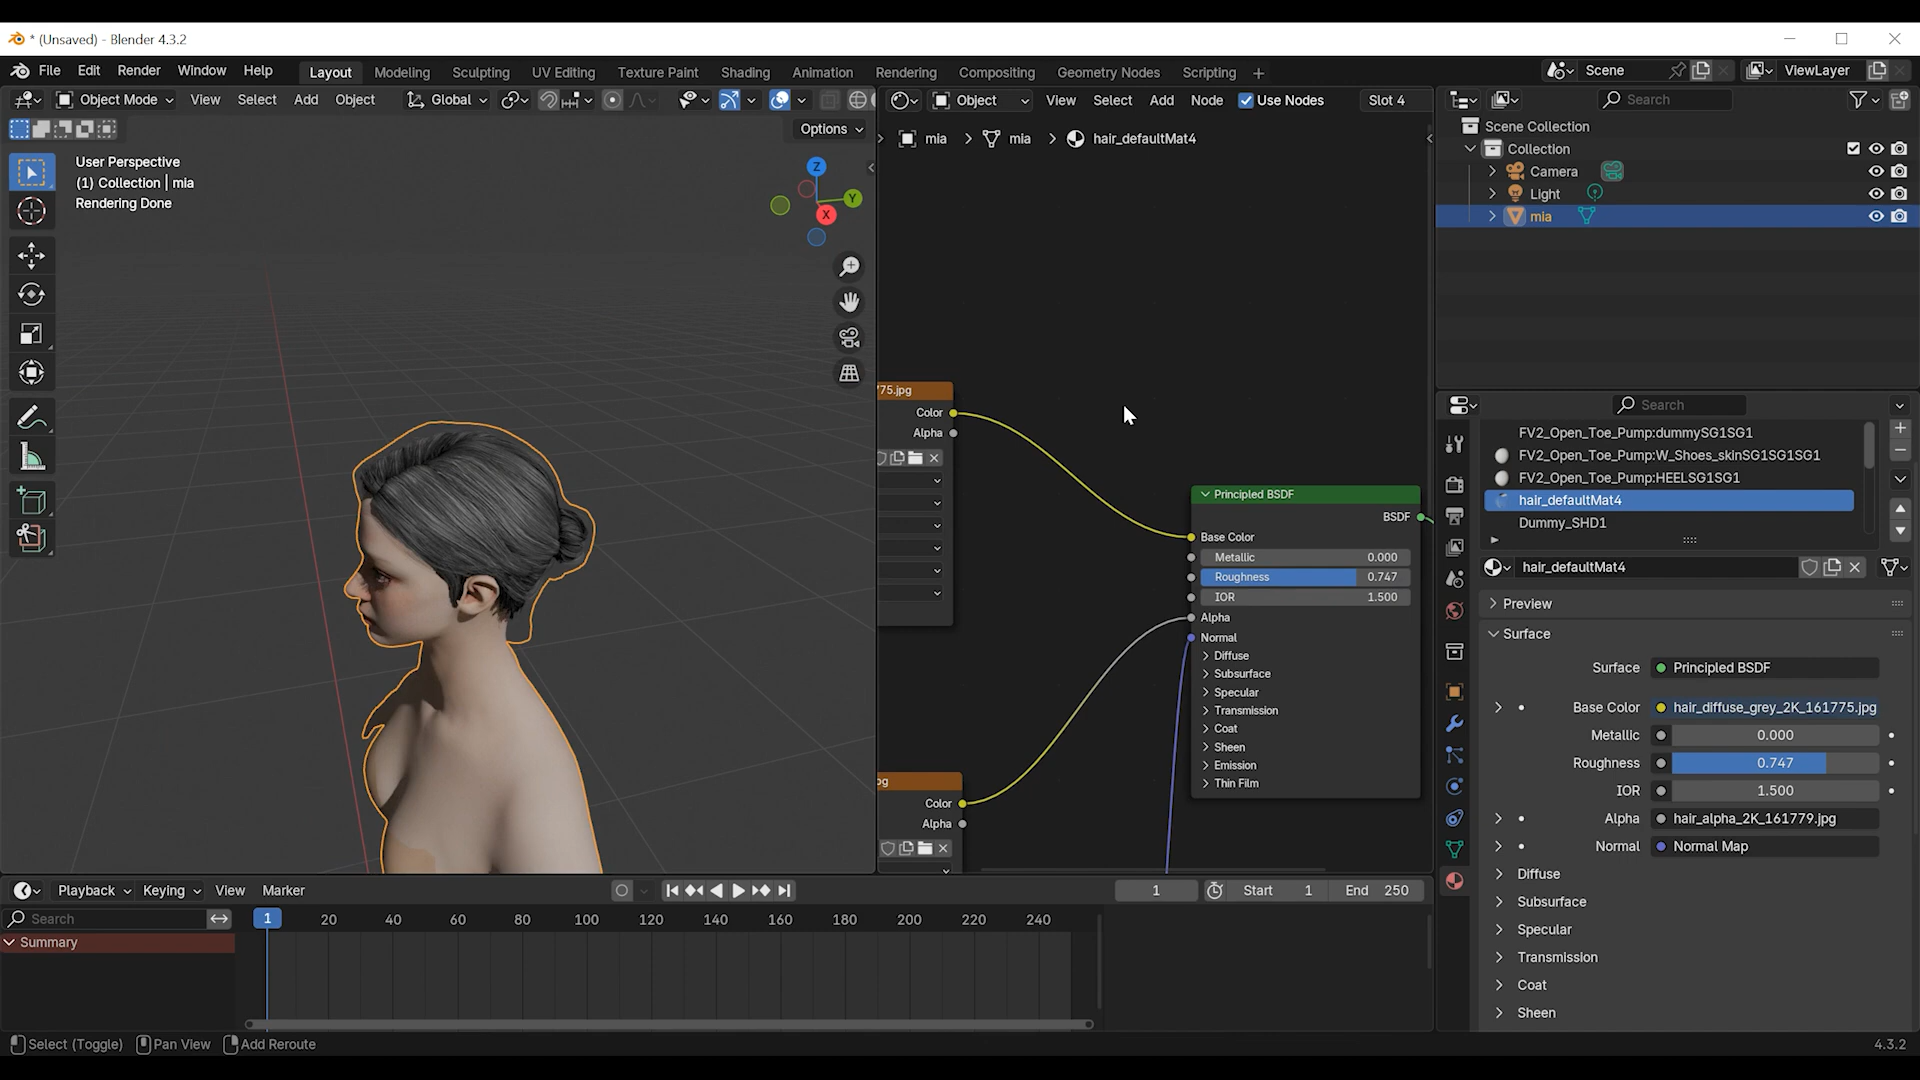 * (Unsaved) - Blender 4.3.2
File Edit Render Window Help Layout Modeling Sculpting UV Editing Texture Paint Shading Animation Rendering Compositing Geometry Nodes Scripting + Scene ViewLayer
Object Mode View Select Add Object Global Object View Select Add Node Use Nodes Slot 4 Search
Options
mia > mia > hair_defaultMat4
User Perspective
(1) Collection | mia
Rendering Done
Z
Y
X
Scene Collection
Collection
Camera
Light
mia
75.jpg
Color
Alpha
Principled BSDF
BSDF
Base Color
Metallic 0.000
Roughness 0.747
IOR 1.500
Alpha
Normal
Diffuse
Subsurface
Specular
Transmission
Coat
Sheen
Emission
Thin Film
Color
Alpha
Search
FV2_Open_Toe_Pump:dummySG1SG1
FV2_Open_Toe_Pump:W_Shoes_skinSG1SG1SG1
FV2_Open_Toe_Pump:HEELSG1SG1
hair_defaultMat4
Dummy_SHD1
hair_defaultMat4
Preview
Surface
Surface Principled BSDF
Base Color hair_diffuse_grey_2K_161775.jpg
Metallic 0.000
Roughness 0.747
IOR 1.500
Alpha hair_alpha_2K_161779.jpg
Normal Normal Map
Diffuse
Subsurface
Specular
Transmission
Coat
Sheen
Playback Keying View Marker 1 Start 1 End 250
Search 1 20 40 60 80 100 120 140 160 180 200 220 240
Summary
Select (Toggle) Pan View Add Reroute 4.3.2